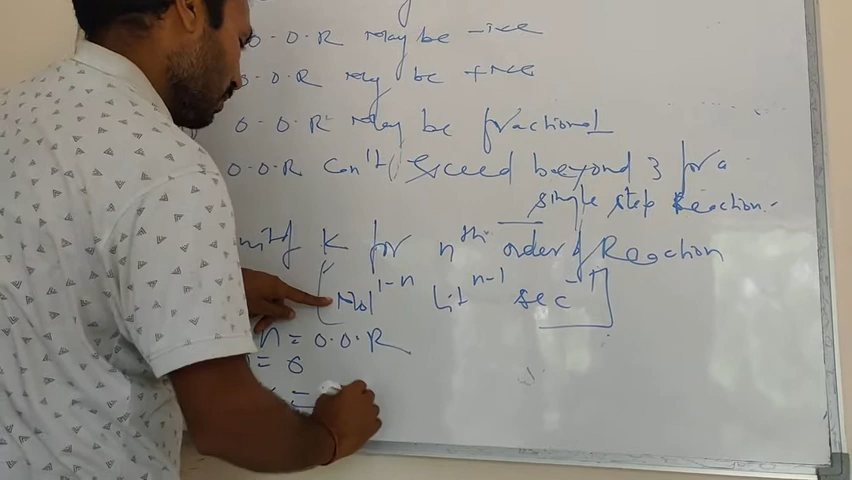 O·O·R may be -ive
O·O·R may be +ive
O·O·R may be fractional
O·O·R Can't exceed beyond 3 for a
single step Reaction.
unit of K for nth order of Reaction
[Mol^1-n Lit^n-1 sec^-1]
n = O·O·R
= 0
=